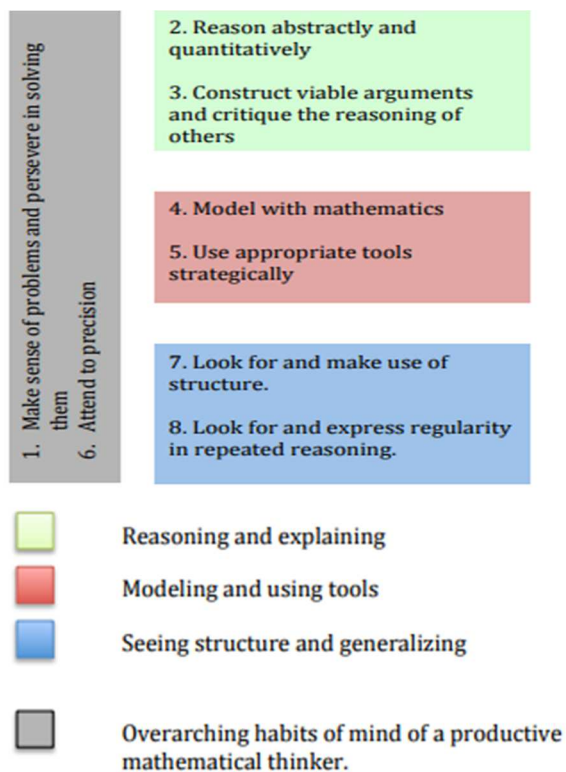 1. Make sense of problems and persevere in solving
them
6. Attend to precision
2. Reason abstractly and
quantitatively
3. Construct viable arguments
and critique the reasoning of
others
4. Model with mathematics
5. Use appropriate tools
strategically
7. Look for and make use of
structure.
8. Look for and express regularity
in repeated reasoning.
Reasoning and explaining
Modeling and using tools
Seeing structure and generalizing
Overarching habits of mind of a productive
mathematical thinker.